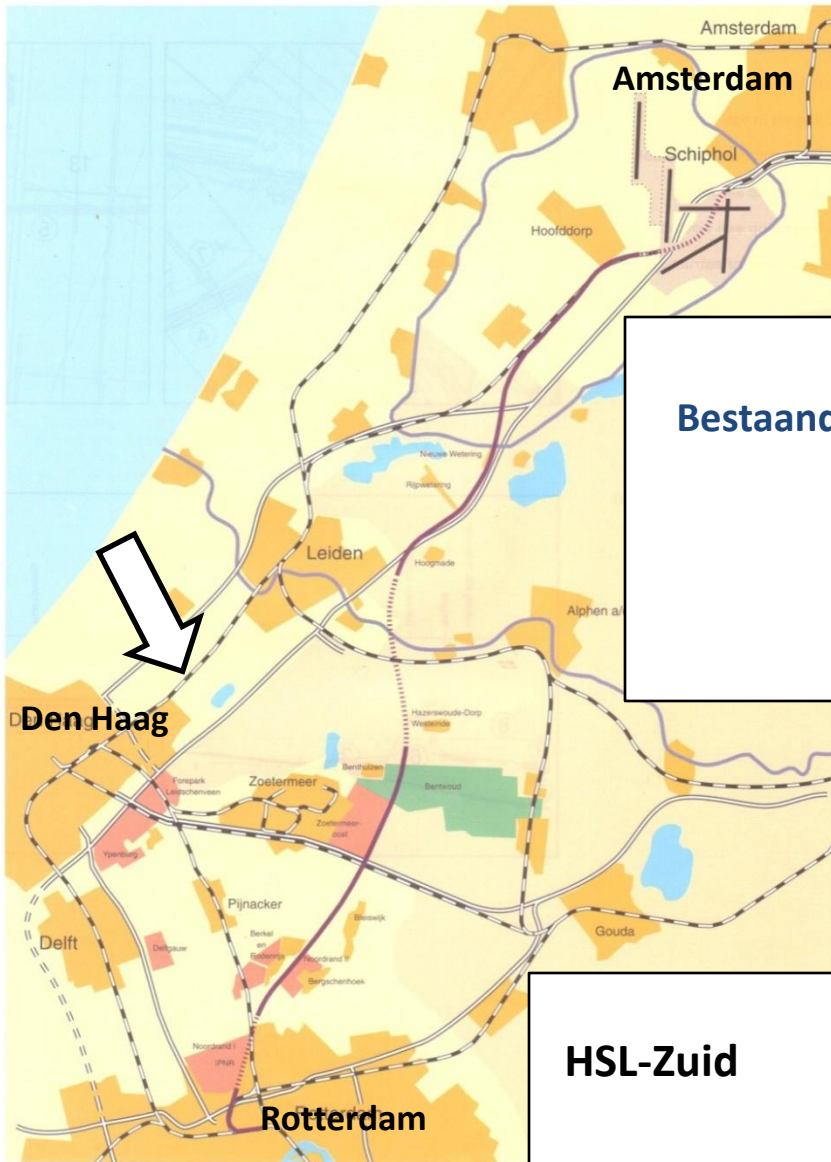 Amsterdam
Amsterdam
Schiphol
Hoofddorp
Bestaand
Nieuwe Wetering
Rijpwetering
Leiden
Hoogmade
Alphen a/
Den Haag
Hazerswoude-Dorp
Westeinde
Forepark
Leidschenveen
Zoetermeer
Benthuizen
Bentwoud
Zoetermeer-
oost
Ypenburg
Pijnacker
Bleiswijk
Delft
Delfgauw
Berkel
en
Rodenrijs
Noordrand II
Bergschenhoek
Gouda
Noordrand I
IPNR
HSL-Zuid
Rotterdam